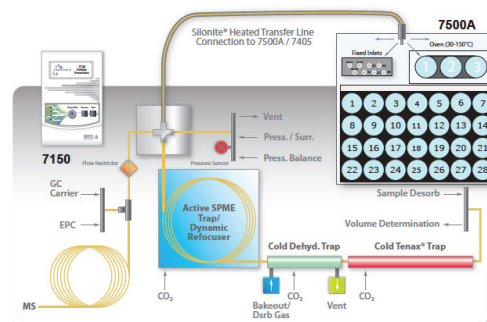 Silonite® Heated Transfer Line
Connection to 7500A / 7405
7500A
Oven (30-150°C)
Fixed Inlets
1 2 3
1 2 3 4 5 6 7
8 9 10 11 12 13 14
15 16 17 18 19 20 21
22 23 24 25 26 27 28
7150
Flow Restrictor
Pressure Sensor
Vent
Press. / Surr.
Press. Balance
GC
Carrier
EPC
MS
Active SPME
Trap/
Dynamic
Refocuser
CO₂
Sample Desorb
Volume Determination
Cold Dehyd. Trap
Cold Tenax® Trap
Bakeout/
Dsrb Gas
CO₂
Vent
CO₂